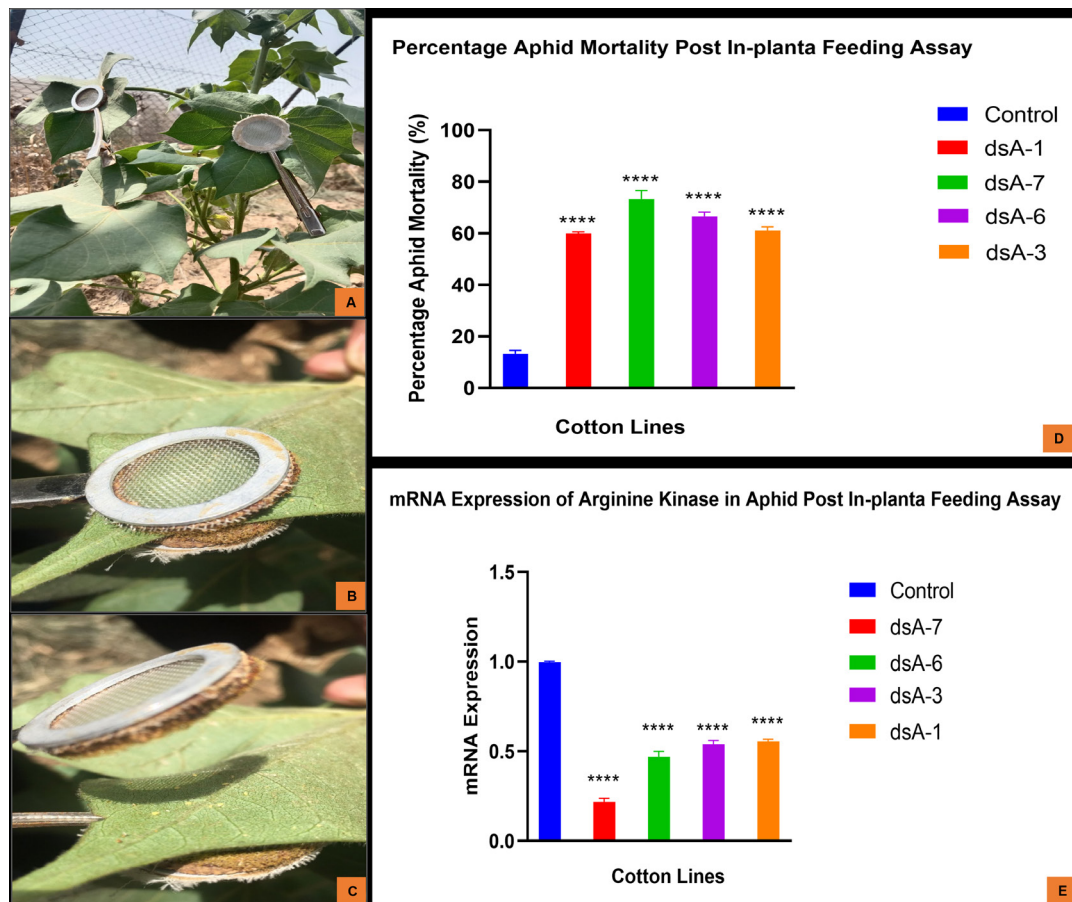 A
B
C
Percentage Aphid Mortality Post In-planta Feeding Assay
Percentage Aphid Mortality (%)
100
80
60
40
20
0
****
****
****
****
Control
dsA-1
dsA-7
dsA-6
dsA-3
Cotton Lines
D
mRNA Expression of Arginine Kinase in Aphid Post In-planta Feeding Assay
mRNA Expression
1.5
1.0
0.5
0.0
****
****
****
****
Control
dsA-7
dsA-6
dsA-3
dsA-1
Cotton Lines
E